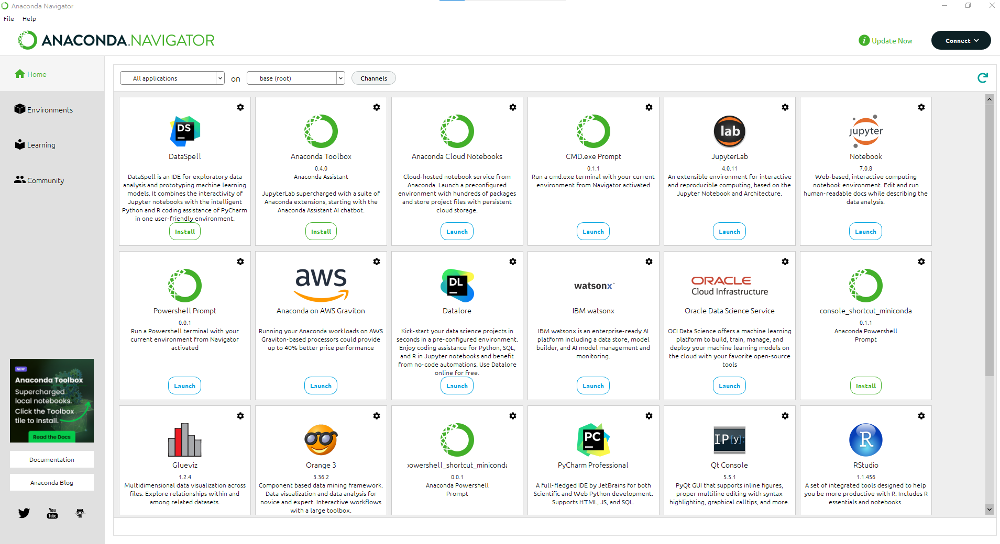 Anaconda Navigator
File Help
ANACONDA.NAVIGATOR
Update Now
Connect
Home
Environments
Learning
Community
All applications
on
base (root)
Channels
DataSpell
DataSpell is an IDE for exploratory data
analysis and prototyping machine learning
models. It combines the interactivity of
Jupyter notebooks with the intelligent
Python and R coding assistance of PyCharm
in one user-friendly environment.
Install
Anaconda Toolbox
0.4.0
Anaconda Assistant
JupyterLab supercharged with a suite of
Anaconda extensions, starting with the
Anaconda Assistant AI chatbot.
Install
Anaconda Cloud Notebooks
Cloud-hosted notebook service from
Anaconda. Launch a preconfigured
environment with hundreds of packages
and store project files with persistent
cloud storage.
Launch
CMD.exe Prompt
0.1.1
Run a cmd.exe terminal with your current
environment from Navigator activated
Launch
lab
JupyterLab
4.0.11
An extensible environment for interactive
and reproducible computing, based on the
Jupyter Notebook and Architecture.
Launch
jupyter
Notebook
7.0.8
Web-based, interactive computing
notebook environment. Edit and run
human-readable docs while describing the
data analysis.
Launch
Powershell Prompt
0.0.1
Run a Powershell terminal with your
current environment from Navigator
activated
Launch
aws
Anaconda on AWS Graviton
Running your Anaconda workloads on AWS
Graviton-based processors could provide
up to 40% better price performance
Launch
DL
Datalore
Kick-start your data science projects in
seconds in a pre-configured environment.
Enjoy coding assistance for Python, SQL,
and R in Jupyter notebooks and benefit
from no-code automations. Use Datalore
online for free.
Launch
watsonx™
IBM watsonx
IBM watsonx is an enterprise-ready AI
platform including a data store, model
builder, and AI model management and
monitoring.
Launch
ORACLE
Cloud Infrastructure
Oracle Data Science Service
OCI Data Science offers a machine learning
platform to build, train, manage, and
deploy your machine learning models on
the cloud with your favorite open-source
tools
Launch
console_shortcut_miniconda
0.1.1
Anaconda Powershell
Prompt
Install
Glueviz
1.2.4
Multidimensional data visualization across
files. Explore relationships within and
among related datasets.
Orange 3
3.36.2
Component based data mining framework.
Data visualization and data analysis for
novice and expert. Interactive workflows
with a large toolbox.
powershell_shortcut_miniconda
0.0.1
Anaconda Powershell
Prompt
PC
PyCharm Professional
A full-fledged IDE by JetBrains for both
Scientific and Web Python development.
Supports HTML, JS, and SQL.
IP[y]:
Qt Console
5.5.1
PyQt GUI that supports inline figures,
proper multiline editing with syntax
highlighting, graphical calltips, and more.
R
RStudio
1.1.456
A set of integrated tools designed to help
you be more productive with R. Includes R
essentials and notebooks.
DS
NEW
Anaconda Toolbox
Supercharged
local notebooks.
Click the Toolbox
tile to Install.
Read the Docs
Documentation
Anaconda Blog
You
Tube